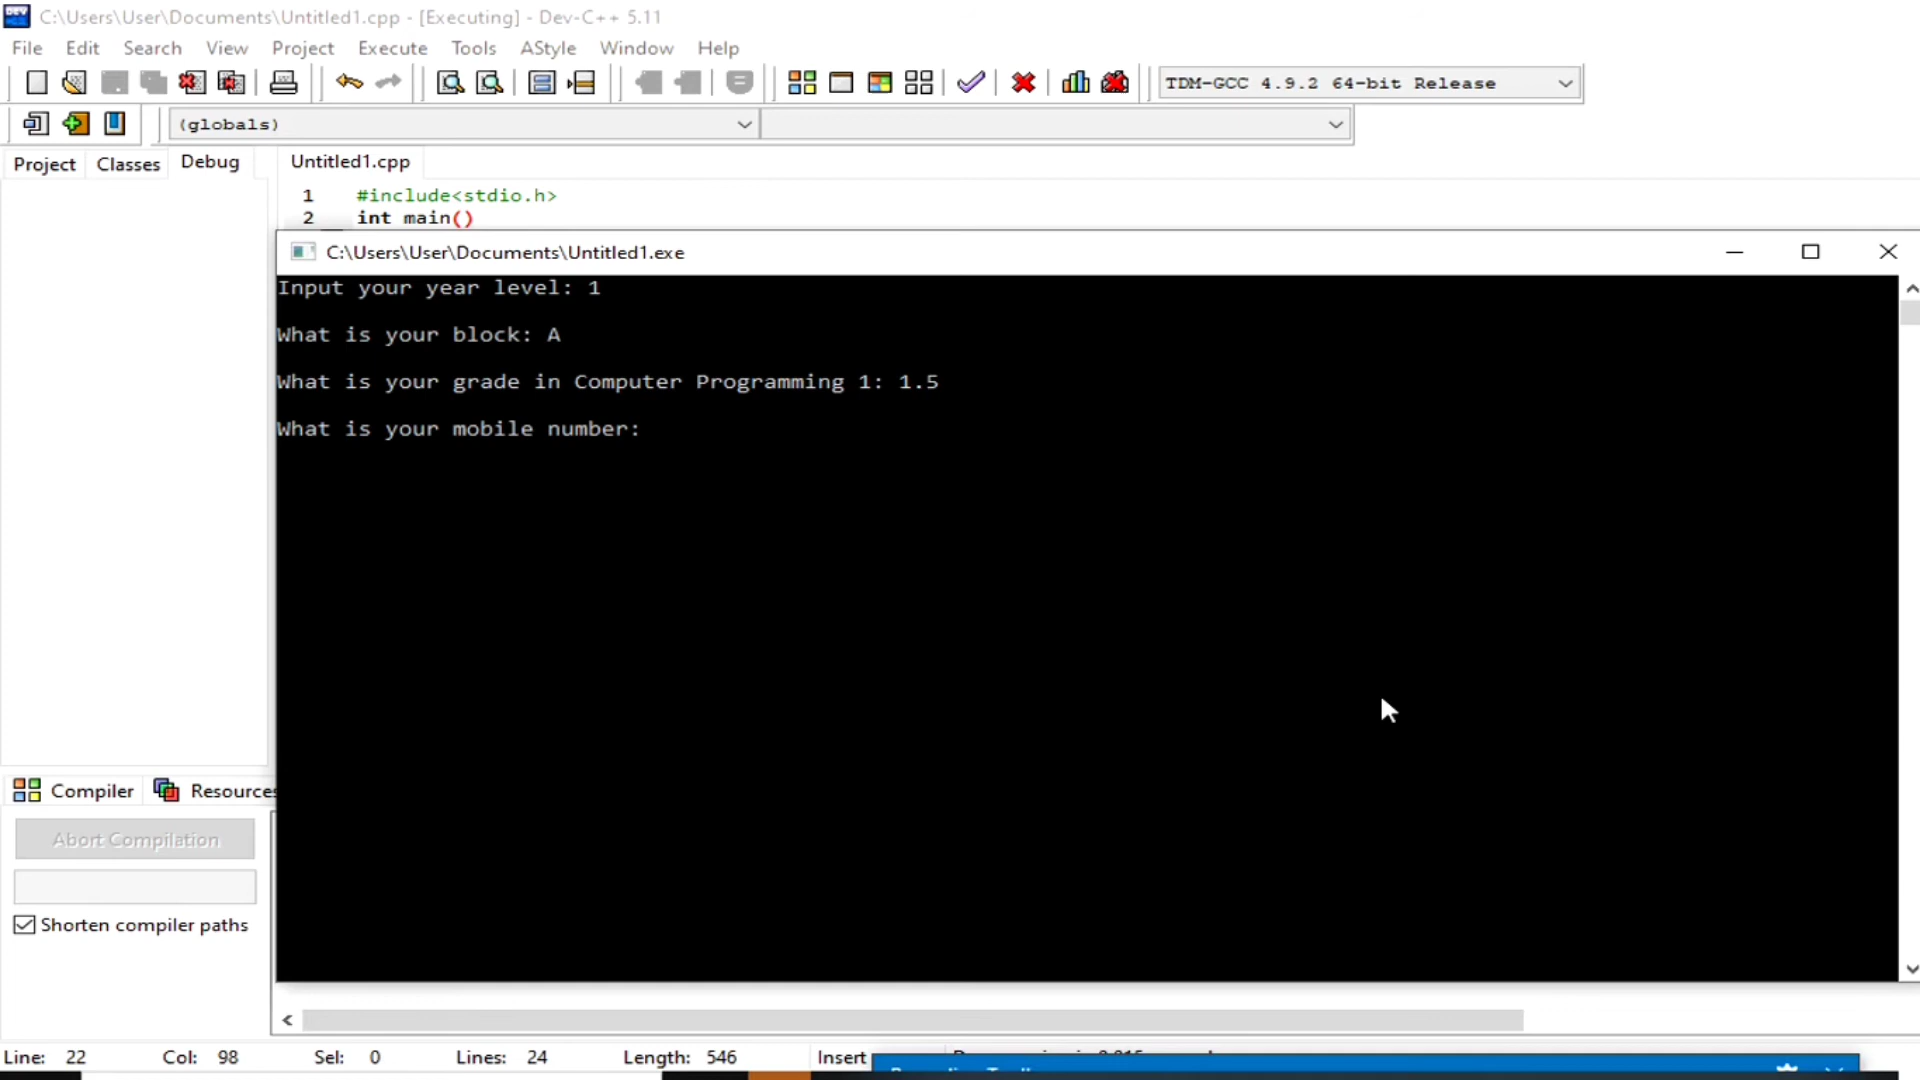 C:\Users\User\Documents\Untitled1.cpp - [Executing] - Dev-C++ 5.11
File Edit Search View Project Execute Tools AStyle Window Help
TDM-GCC 4.9.2 64-bit Release
(globals)
Project Classes Debug Untitled1.cpp
1 #include<stdio.h>
2 int main()
C:\Users\User\Documents\Untitled1.exe
Input your year level: 1
What is your block: A
What is your grade in Computer Programming 1: 1.5
What is your mobile number:
Compiler Resources
Abort Compilation
Shorten compiler paths
Line: 22 Col: 98 Sel: 0 Lines: 24 Length: 546 Insert